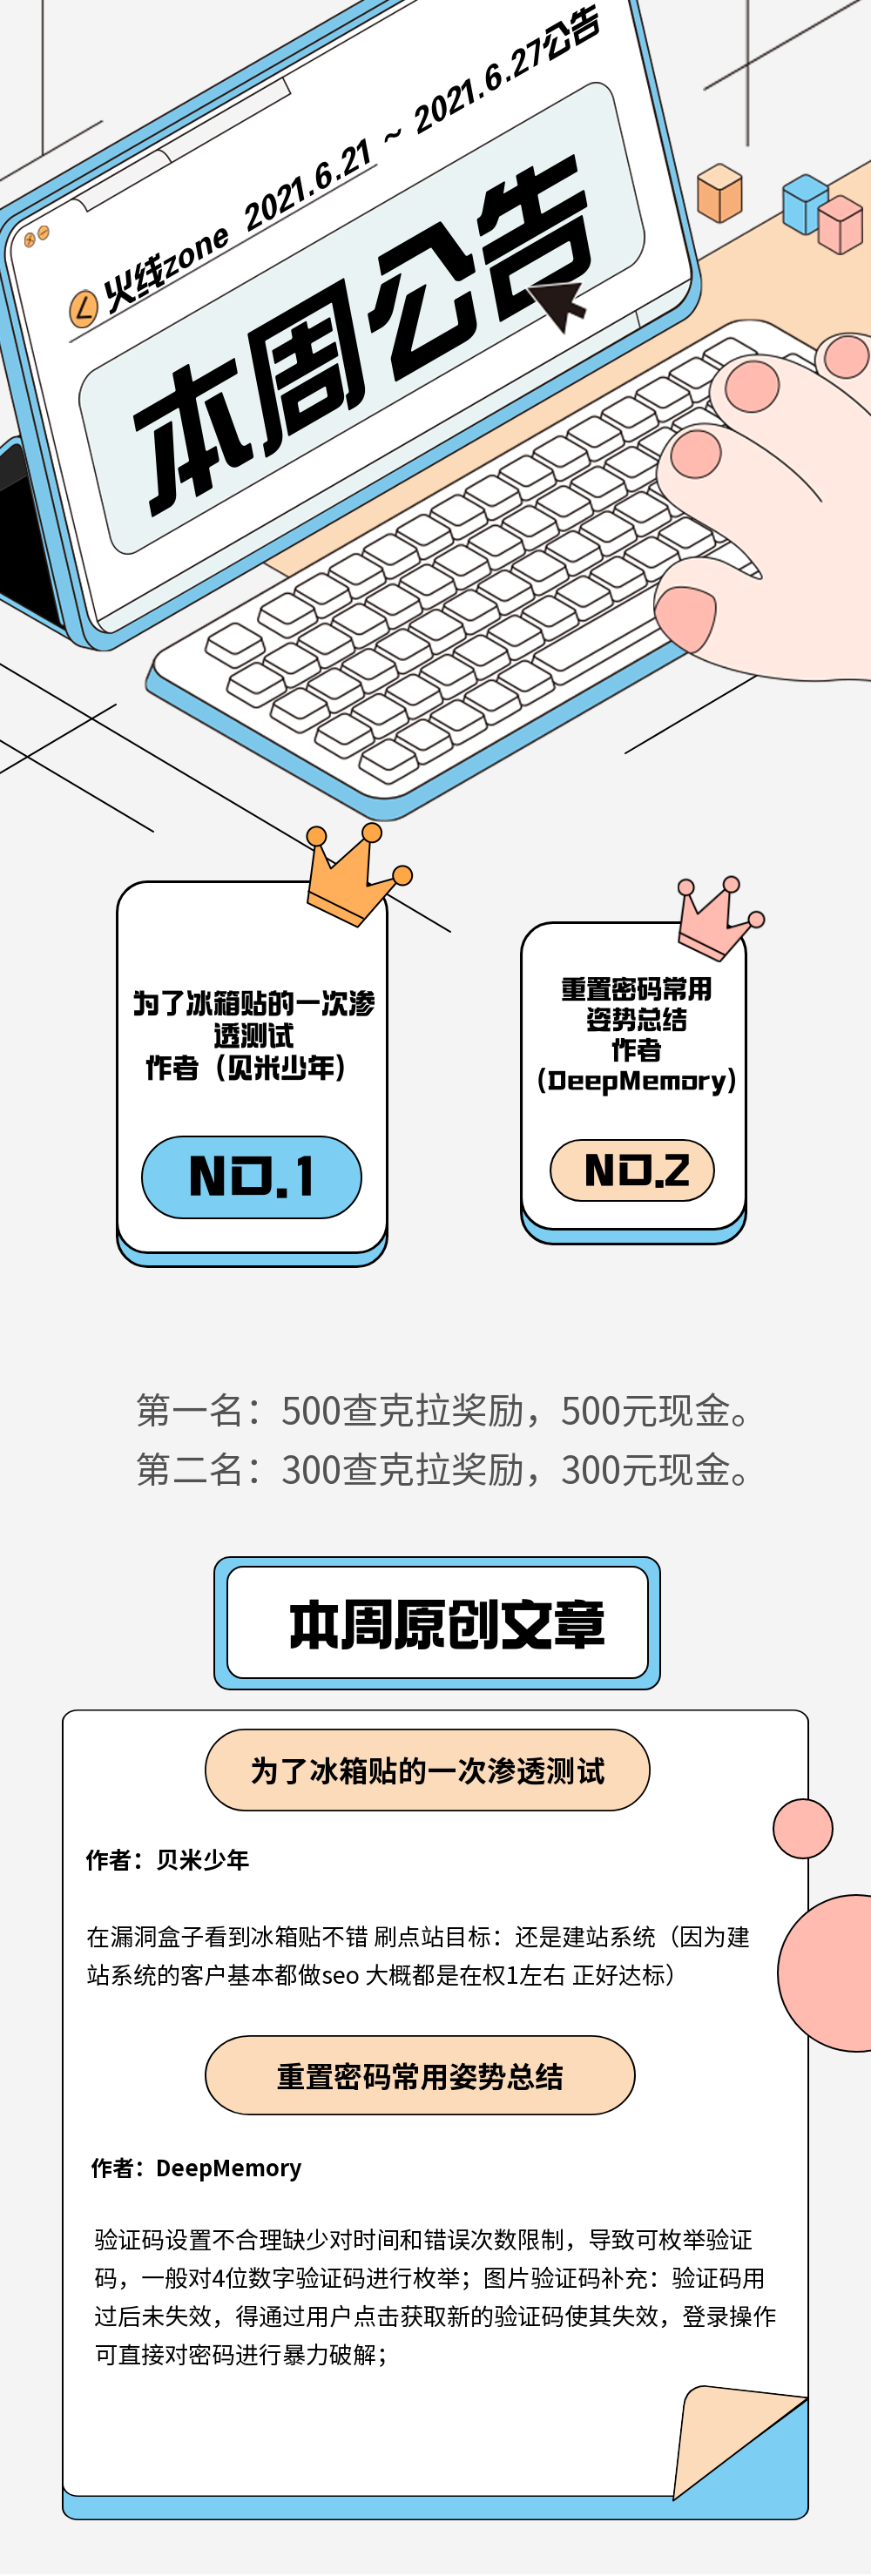 火线zone 2021.6.21 ~ 2021.6.27公告
本周公告
为了冰箱贴的一次渗
透测试
作者（贝米少年）
NO.1
重置密码常用
姿势总结
作者
（DeepMemory）
NO.2
第一名：500查克拉奖励，500元现金。
第二名：300查克拉奖励，300元现金。
本周原创文章
为了冰箱贴的一次渗透测试
作者：贝米少年
在漏洞盒子看到冰箱贴不错 刷点站目标：还是建站系统（因为建
站系统的客户基本都做seo 大概都是在权1左右 正好达标）
重置密码常用姿势总结
作者：DeepMemory
验证码设置不合理缺少对时间和错误次数限制，导致可枚举验证
码，一般对4位数字验证码进行枚举；图片验证码补充：验证码用
过后未失效，得通过用户点击获取新的验证码使其失效，登录操作
可直接对密码进行暴力破解；